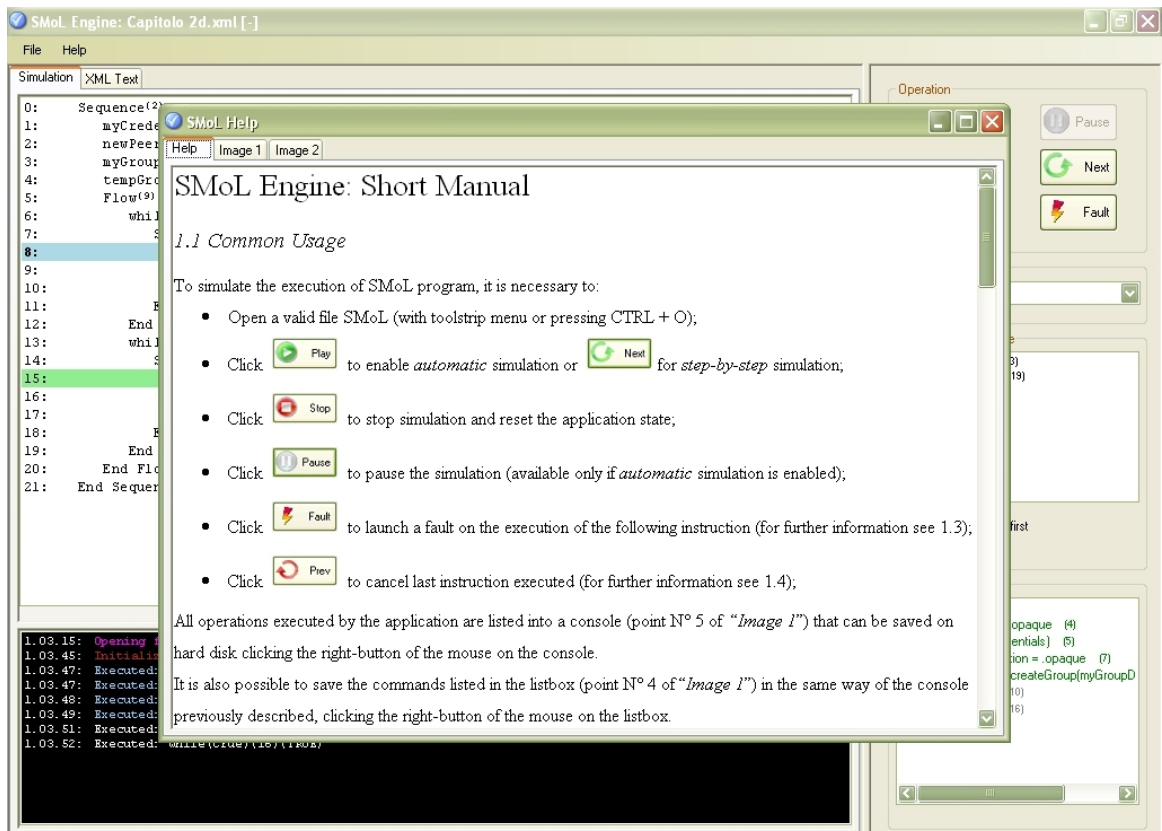 SMoL Engine: Capitolo 2d.xml [-]
File Help
Simulation XML Text
0: Sequence(2)
1: myCrede
2: newPeer
3: myGroup
4: tempGro
5: Flow(9)
6: whil
7: S
8:
9:
10:
11: E
12: End
13: whil
14: S
15:
16:
17:
18: E
19: End
20: End Flo
21: End Sequen
SMoL Help
Help Image 1 Image 2
SMoL Engine: Short Manual
1.1 Common Usage
To simulate the execution of SMoL program, it is necessary to:
• Open a valid file SMoL (with toolstrip menu or pressing CTRL + O);
• Click Play to enable automatic simulation or Next for step-by-step simulation;
• Click Stop to stop simulation and reset the application state;
• Click Pause to pause the simulation (available only if automatic simulation is enabled);
• Click Fault to launch a fault on the execution of the following instruction (for further information see 1.3);
• Click Prev to cancel last instruction executed (for further information see 1.4);
All operations executed by the application are listed into a console (point N° 5 of “Image 1”) that can be saved on
hard disk clicking the right-button of the mouse on the console.
It is also possible to save the commands listed in the listbox (point N° 4 of “Image 1”) in the same way of the console
previously described, clicking the right-button of the mouse on the listbox.
Operation
Pause
Next
Fault
3)
19)
first
opaque (4)
entials) (5)
tion = .opaque (7)
createGroup(myGroupD
10)
16)
1.03.15: Opening f
1.03.45: Initialis
1.03.47: Executed:
1.03.47: Executed:
1.03.48: Executed:
1.03.49: Executed:
1.03.51: Executed:
1.03.52: Executed: while(true)(16)(TRUE)